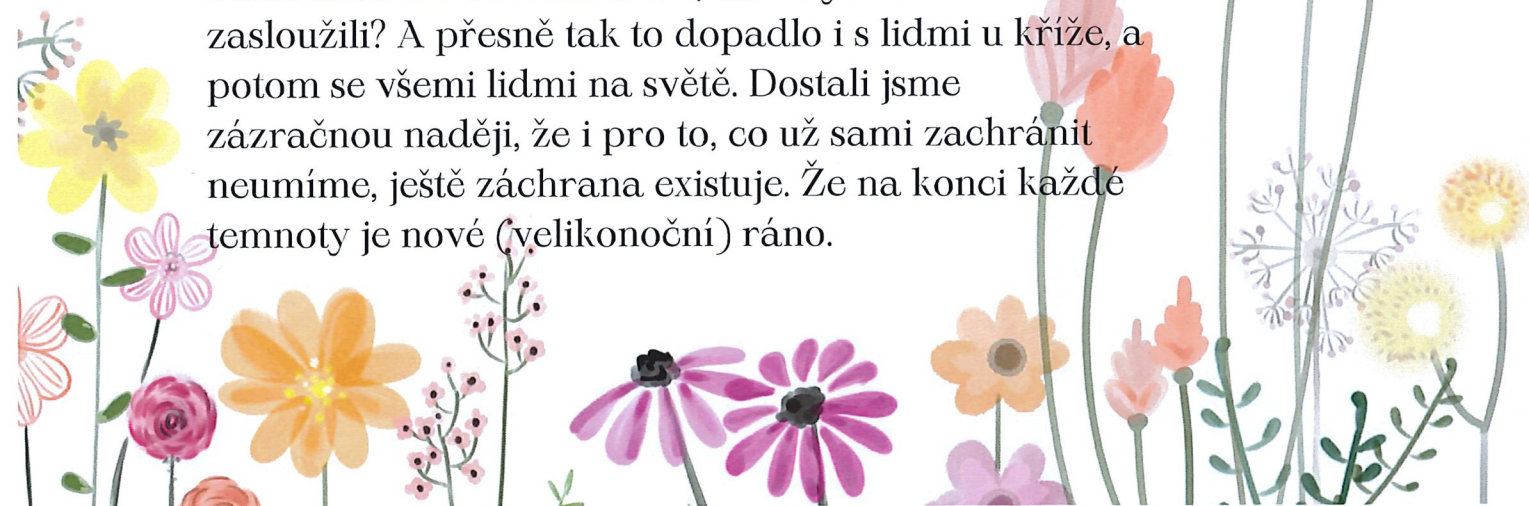 zasloužili? A přesně tak to dopadlo i s lidmi u kříže, a
potom se všemi lidmi na světě. Dostali jsme
zázračnou naději, že i pro to, co už sami zachránit
neumíme, ještě záchrana existuje. Že na konci každé
temnoty je nové (velikonoční) ráno.